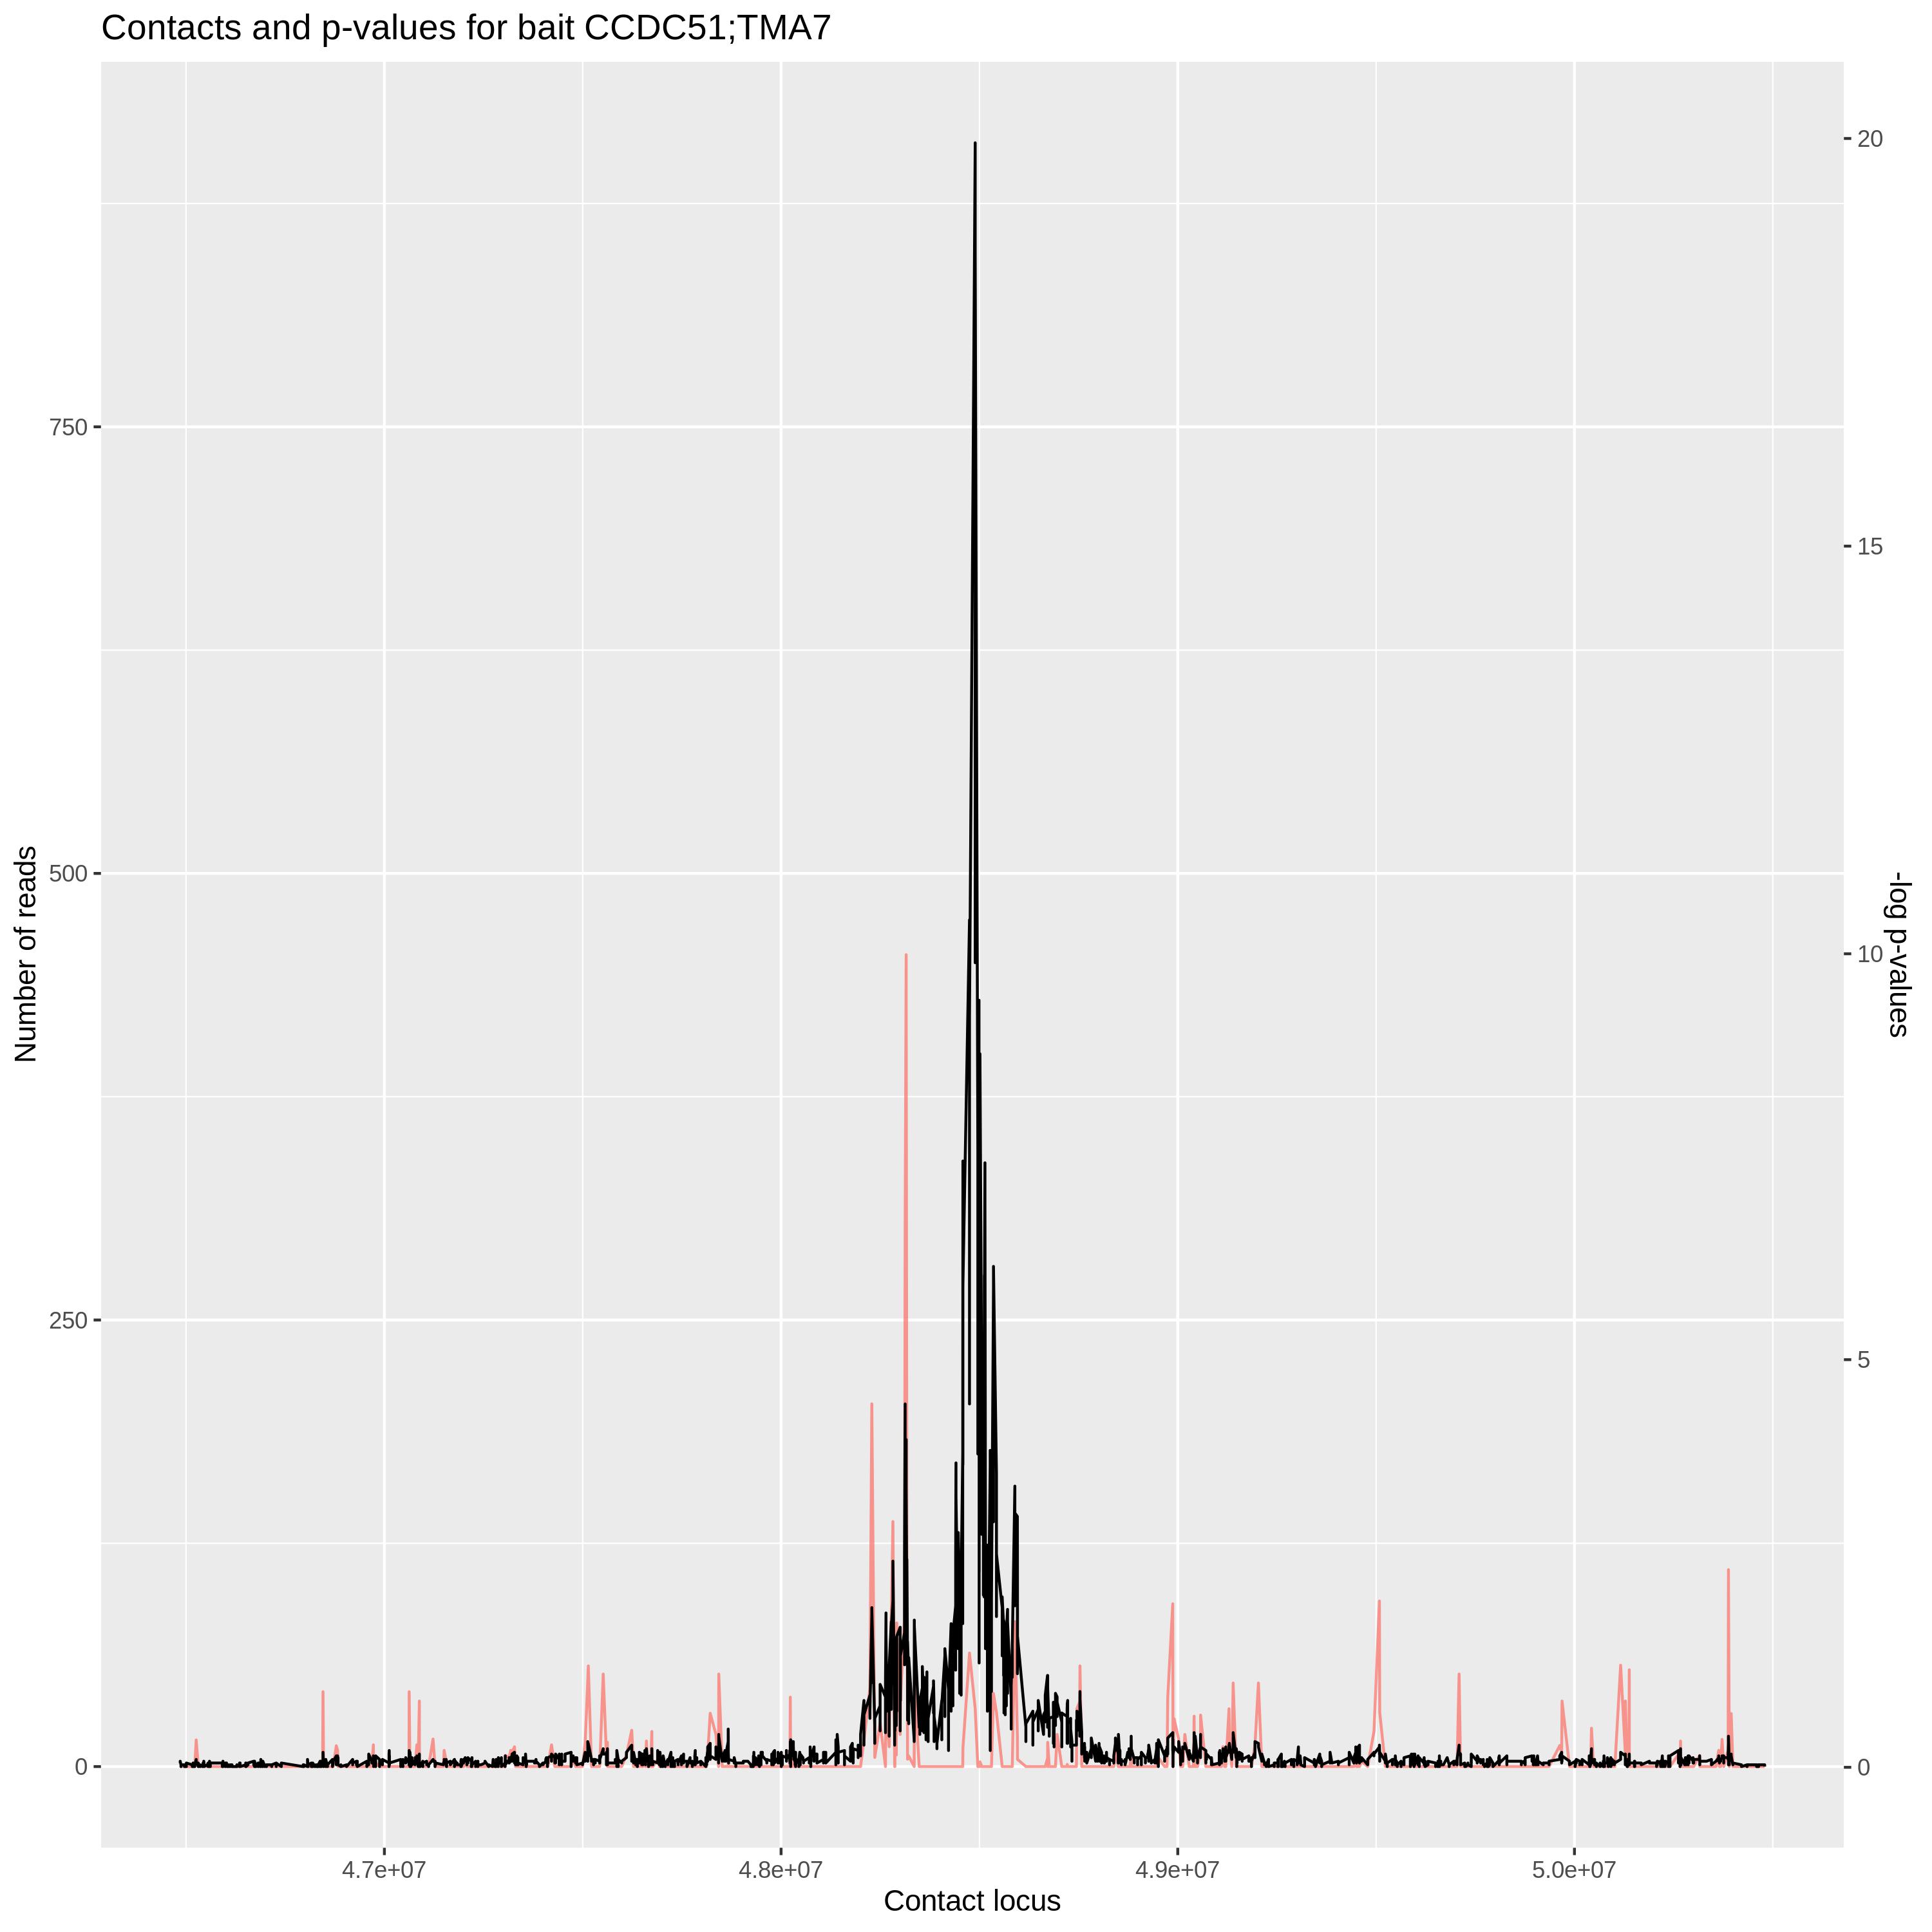 Contacts and p-values for bait CCDC51;TMA7
Number of reads
750
500
250
0
20
15
10
5
0
-log p-values
4.7e+07
4.8e+07
4.9e+07
5.0e+07
Contact locus